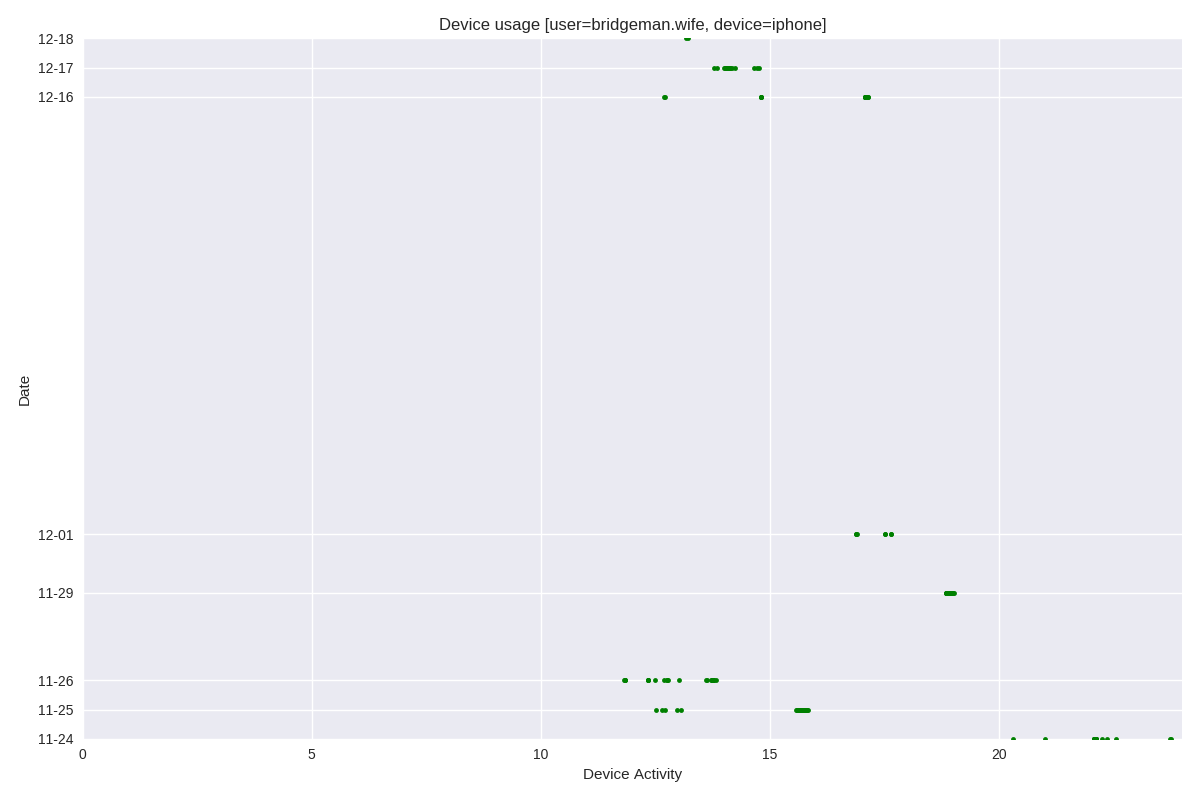 Device usage [user=bridgeman.wife, device=iphone]
12-18
12-17
12-16
12-01
11-29
11-26
11-25
11-24
Date
0 5 10 15 20
Device Activity